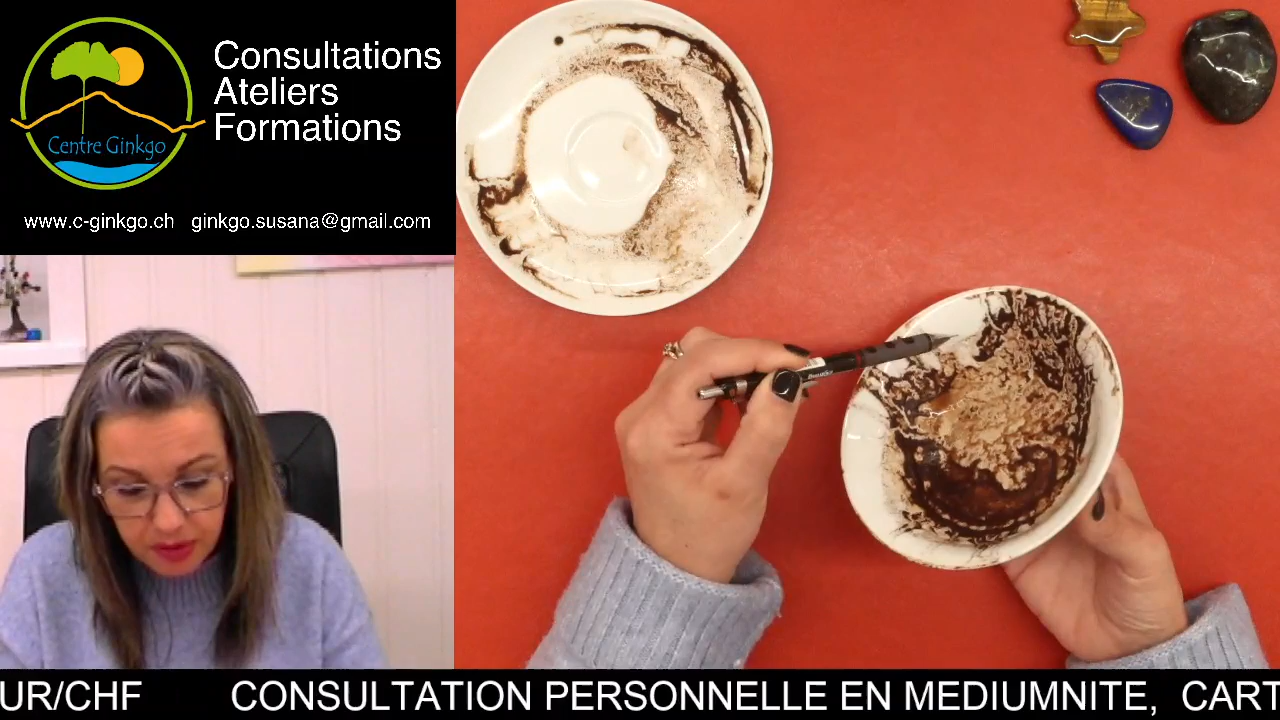 Consultations
Ateliers
Formations
Centre Ginkgo
www.c-ginkgo.ch ginkgo.susana@gmail.com
UR/CHF CONSULTATION PERSONNELLE EN MEDIUMNITE, CART